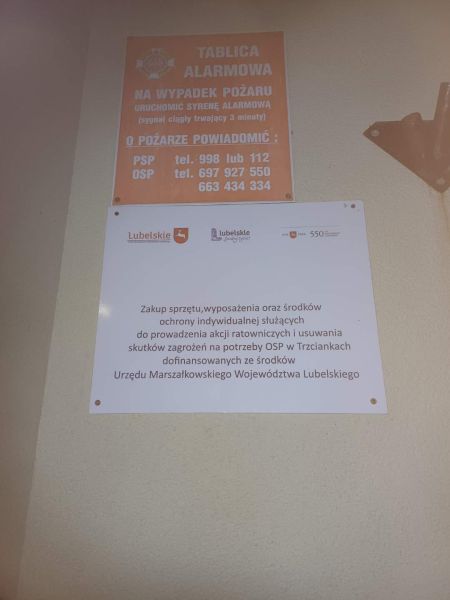 TABLICA
ALARMOWA
NA WYPADEK POŻARU
URUCHOMIĆ SYRENĘ ALARMOWĄ
(sygnał ciągły trwający 3 minuty)
O POŻARZE POWIADOMIĆ :
PSP tel. 998 lub 112
OSP tel. 697 927 550
663 434 334
Lubelskie
lubelskie
550
Zakup sprzętu,wyposażenia oraz środków
ochrony indywidualnej służących
do prowadzenia akcji ratowniczych i usuwania
skutków zagrożeń na potrzeby OSP w Trzciankach
dofinansowanych ze środków
Urzędu Marszałkowskiego Województwa Lubelskiego